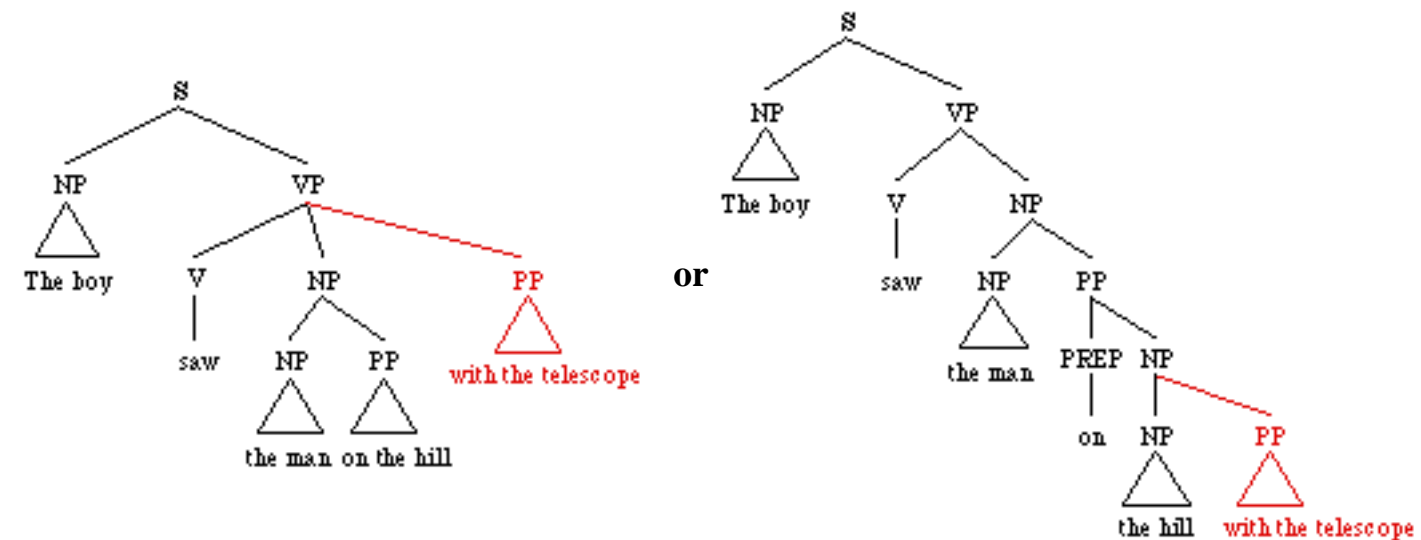 S
NP VP
The boy V NP PP
saw NP PP with the telescope
the man on the hill
or
S
NP VP
The boy V NP
saw NP PP
the man PREP NP
on NP PP
the hill with the telescope